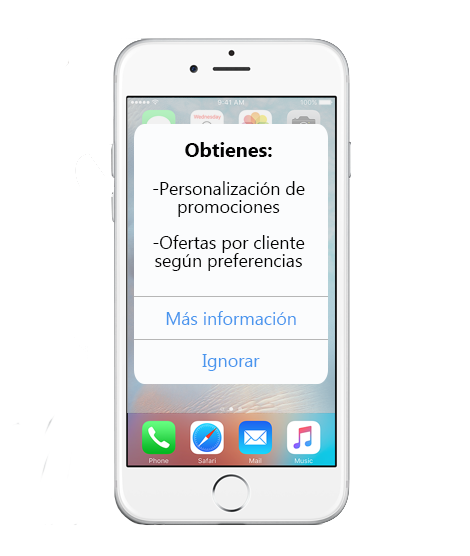 9:41 AM 100%
Wednesday
Obtienes:
-Personalización de
promociones
-Ofertas por cliente
según preferencias
Más información
Ignorar
Phone Safari Mail Music